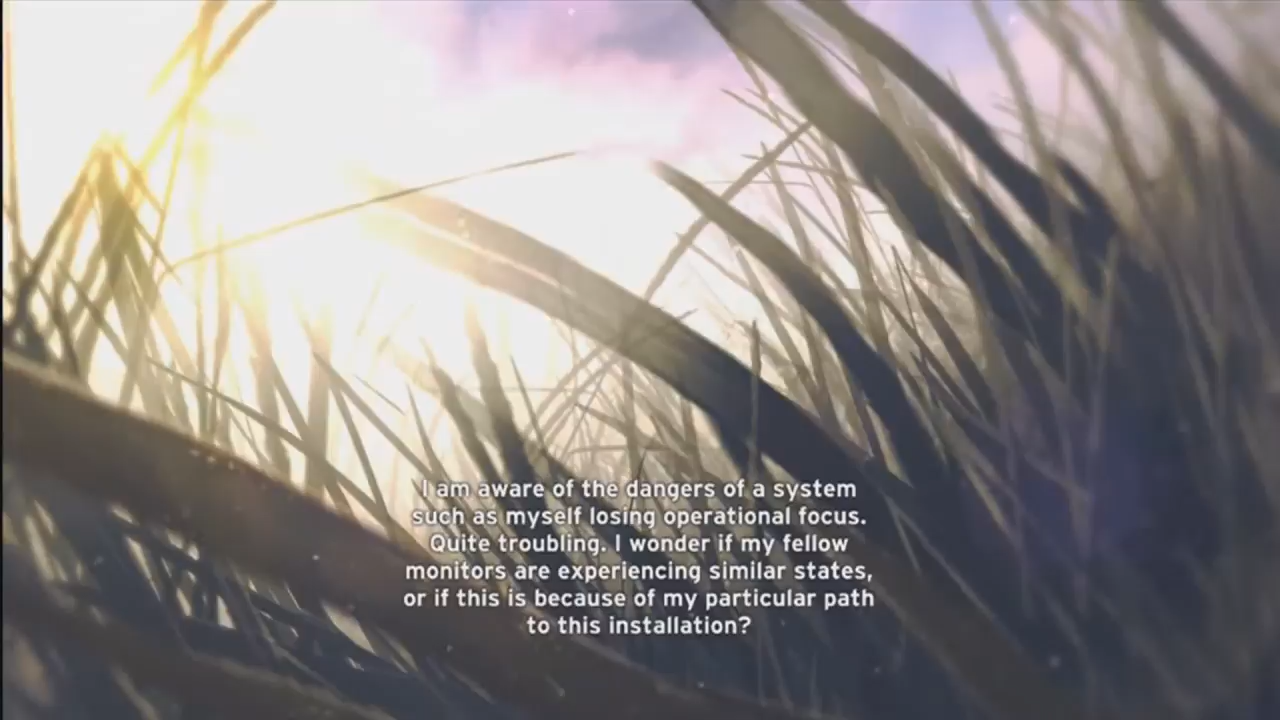 I am aware of the dangers of a system
such as myself losing operational focus.
Quite troubling. I wonder if my fellow
monitors are experiencing similar states,
or if this is because of my particular path
to this installation?